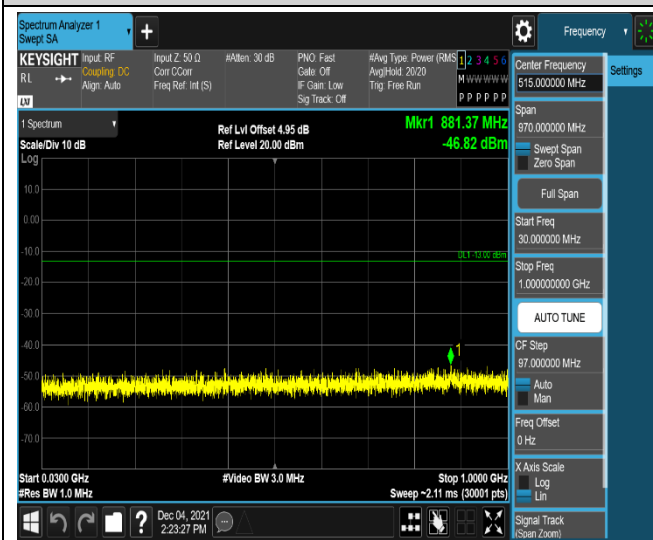 Spectrum Analyzer 1
Swept SA
Frequency
KEYSIGHT
RL
LXI
Input: RF
Coupling: DC
Align: Auto
Input Z: 50 Ω
Corr CCorr
Freq Ref: Int (S)
#Atten: 30 dB
PNO: Fast
Gate: Off
IF Gain: Low
Sig Track: Off
#Avg Type: Power (RMS
Avg|Hold: 20/20
Trig: Free Run
1 2 3 4 5 6
M W W W W W
P P P P P P
1 Spectrum
Scale/Div 10 dB
Log
Ref Lvl Offset 4.95 dB
Ref Level 20.00 dBm
Mkr1 881.37 MHz
-46.82 dBm
10.0
0.00
-10.0
DL1 -13.00 dBm
-20.0
-30.0
-40.0
1
-50.0
-60.0
-70.0
Start 0.0300 GHz
#Res BW 1.0 MHz
#Video BW 3.0 MHz
Stop 1.0000 GHz
Sweep ~2.11 ms (30001 pts)
?
Dec 04, 2021
2:23:27 PM
Center Frequency
515.000000 MHz
Settings
Span
970.000000 MHz
Swept Span
Zero Span
Full Span
Start Freq
30.000000 MHz
Stop Freq
1.000000000 GHz
AUTO TUNE
CF Step
97.000000 MHz
Auto
Man
Freq Offset
0 Hz
X Axis Scale
Log
Lin
Signal Track
(Span Zoom)